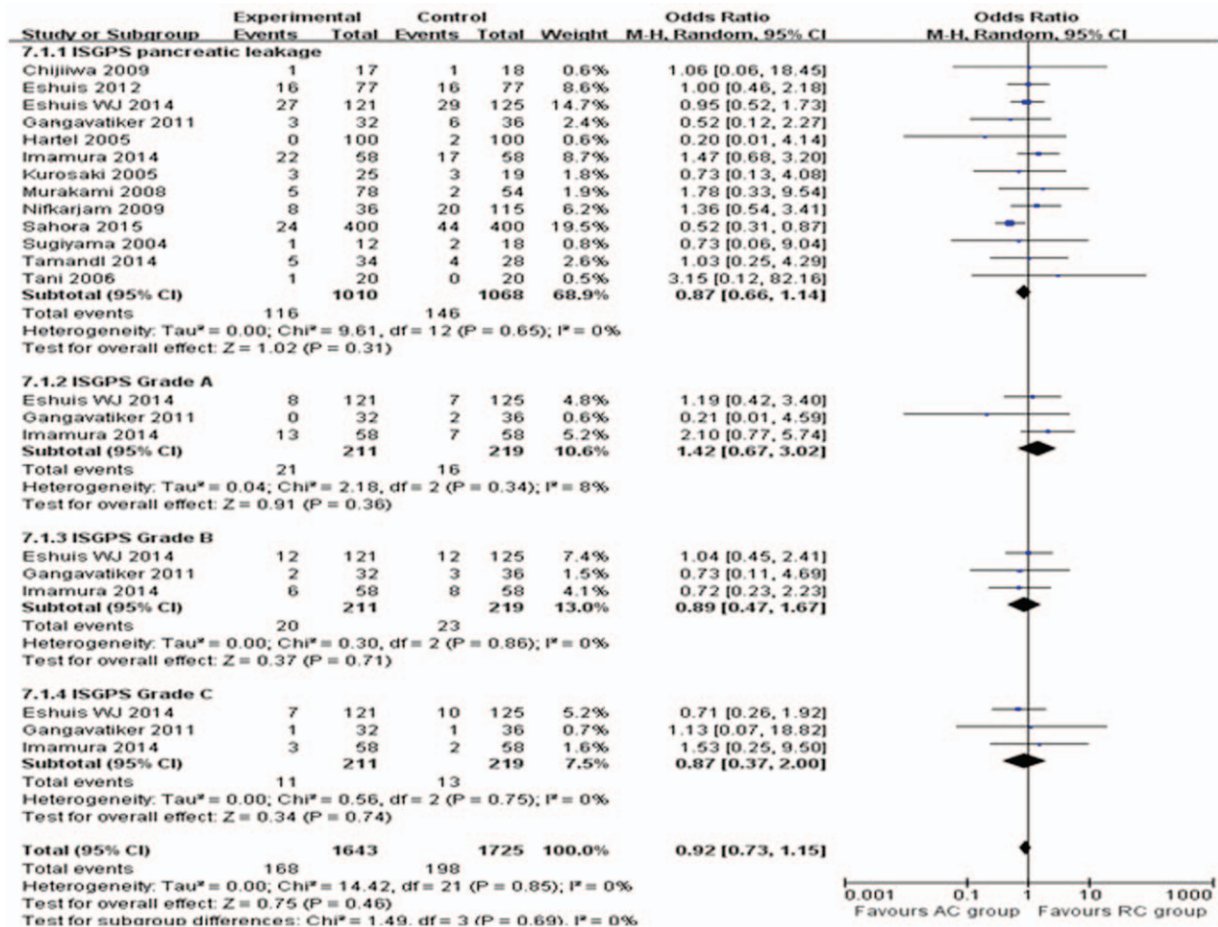 Experimental Control Odds Ratio Odds Ratio
Study or Subgroup Events Total Events Total Weight M-H, Random, 95% CI M-H, Random, 95% CI
7.1.1 ISGPS pancreatic leakage
Chijiiwa 2009 1 17 1 18 0.6% 1.06 [0.06, 18.45]
Eshuis 2012 16 77 16 77 8.6% 1.00 [0.46, 2.18]
Eshuis WJ 2014 27 121 29 125 14.7% 0.95 [0.52, 1.73]
Gangavatiker 2011 3 32 6 36 2.4% 0.52 [0.12, 2.27]
Hartel 2005 0 100 2 100 0.6% 0.20 [0.01, 4.14]
Imamura 2014 22 58 17 58 8.7% 1.47 [0.68, 3.20]
Kurosaki 2005 3 25 3 19 1.8% 0.73 [0.13, 4.08]
Murakami 2008 5 78 2 54 1.9% 1.78 [0.33, 9.54]
Nifkarjam 2009 8 36 20 115 6.2% 1.36 [0.54, 3.41]
Sahora 2015 24 400 44 400 19.5% 0.52 [0.31, 0.87]
Sugiyama 2004 1 12 2 18 0.8% 0.73 [0.06, 9.04]
Tamandl 2014 5 34 4 28 2.6% 1.03 [0.25, 4.29]
Tani 2006 1 20 0 20 0.5% 3.15 [0.12, 82.16]
Subtotal (95% CI) 1010 1068 68.9% 0.87 [0.66, 1.14]
Total events 116 146
Heterogeneity: Tau² = 0.00; Chi² = 9.61, df = 12 (P = 0.65); I² = 0%
Test for overall effect: Z = 1.02 (P = 0.31)
7.1.2 ISGPS Grade A
Eshuis WJ 2014 8 121 7 125 4.8% 1.19 [0.42, 3.40]
Gangavatiker 2011 0 32 2 36 0.6% 0.21 [0.01, 4.59]
Imamura 2014 13 58 7 58 5.2% 2.10 [0.77, 5.74]
Subtotal (95% CI) 211 219 10.6% 1.42 [0.67, 3.02]
Total events 21 16
Heterogeneity: Tau² = 0.04; Chi² = 2.18, df = 2 (P = 0.34); I² = 8%
Test for overall effect: Z = 0.91 (P = 0.36)
7.1.3 ISGPS Grade B
Eshuis WJ 2014 12 121 12 125 7.4% 1.04 [0.45, 2.41]
Gangavatiker 2011 2 32 3 36 1.5% 0.73 [0.11, 4.69]
Imamura 2014 6 58 8 58 4.1% 0.72 [0.23, 2.23]
Subtotal (95% CI) 211 219 13.0% 0.89 [0.47, 1.67]
Total events 20 23
Heterogeneity: Tau² = 0.00; Chi² = 0.30, df = 2 (P = 0.86); I² = 0%
Test for overall effect: Z = 0.37 (P = 0.71)
7.1.4 ISGPS Grade C
Eshuis WJ 2014 7 121 10 125 5.2% 0.71 [0.26, 1.92]
Gangavatiker 2011 1 32 1 36 0.7% 1.13 [0.07, 18.82]
Imamura 2014 3 58 2 58 1.6% 1.53 [0.25, 9.50]
Subtotal (95% CI) 211 219 7.5% 0.87 [0.37, 2.00]
Total events 11 13
Heterogeneity: Tau² = 0.00; Chi² = 0.56, df = 2 (P = 0.75); I² = 0%
Test for overall effect: Z = 0.34 (P = 0.74)
Total (95% CI) 1643 1725 100.0% 0.92 [0.73, 1.15]
Total events 168 198
Heterogeneity: Tau² = 0.00; Chi² = 14.42, df = 21 (P = 0.85); I² = 0%
Test for overall effect: Z = 0.75 (P = 0.46)
Test for subgroup differences: Chi² = 1.49, df = 3 (P = 0.69), I² = 0%
0.001 0.1 1 10 1000
Favours AC group Favours RC group